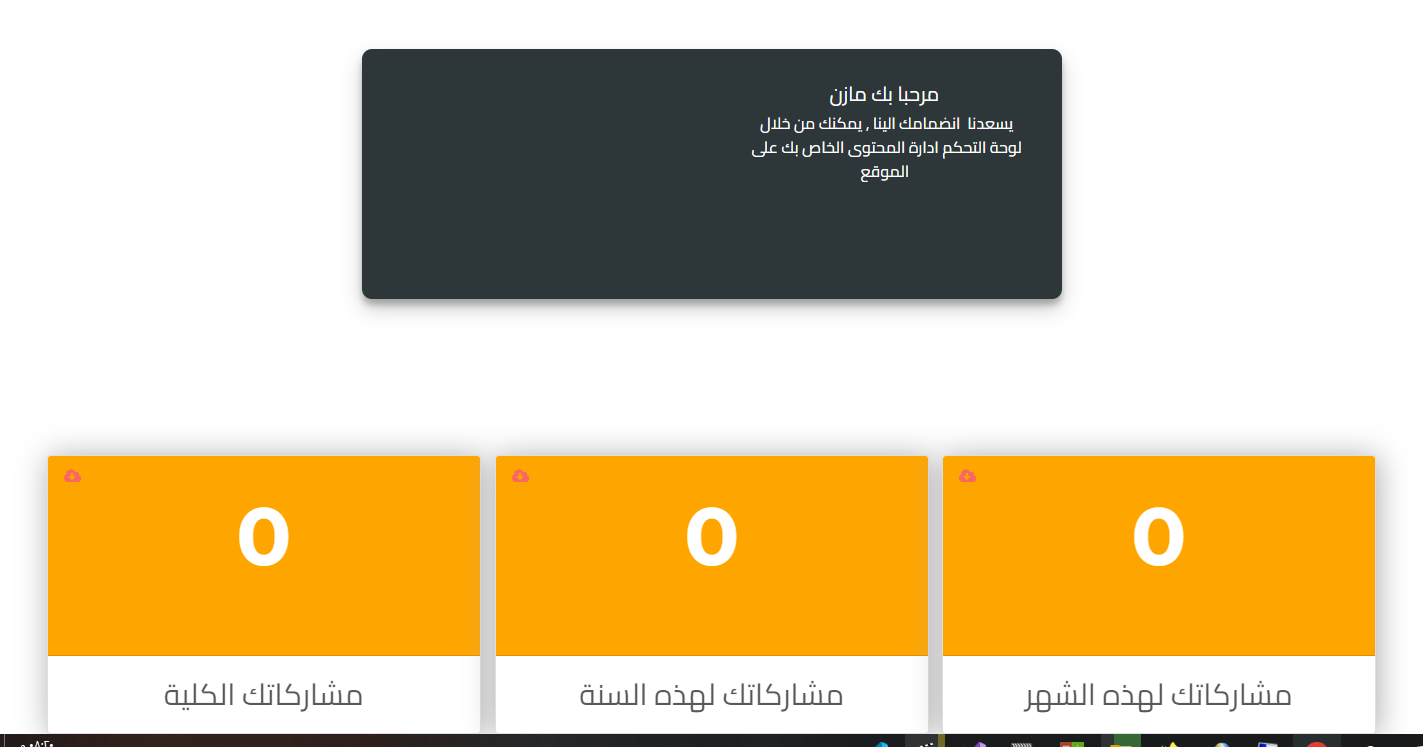 مرحبا بك مازن
يسعدنا انضمامك الينا , يمكنك من خلال
لوحة التحكم ادارة المحتوى الخاص بك على
الموقع
0
0
0
مشاركاتك لهذه الشهر
مشاركاتك لهذه السنة
مشاركاتك الكلية